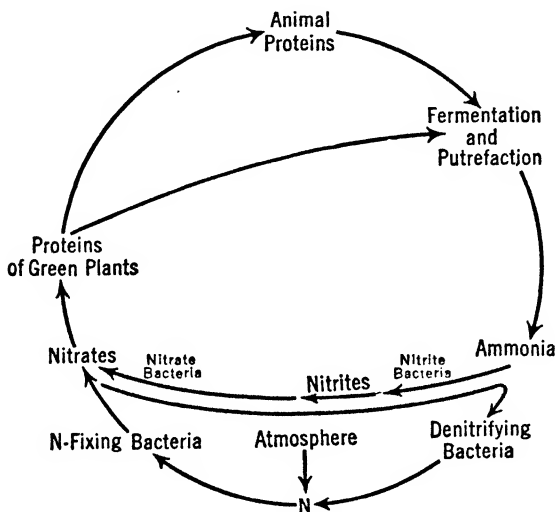 Animal
Proteins
Fermentation
and
Putrefaction
Proteins
of Green Plants
Nitrates
Nitrate
Bacteria
Nitrites
Nitrite
Bacteria
Ammonia
N-Fixing Bacteria
Atmosphere
Denitrifying
Bacteria
N